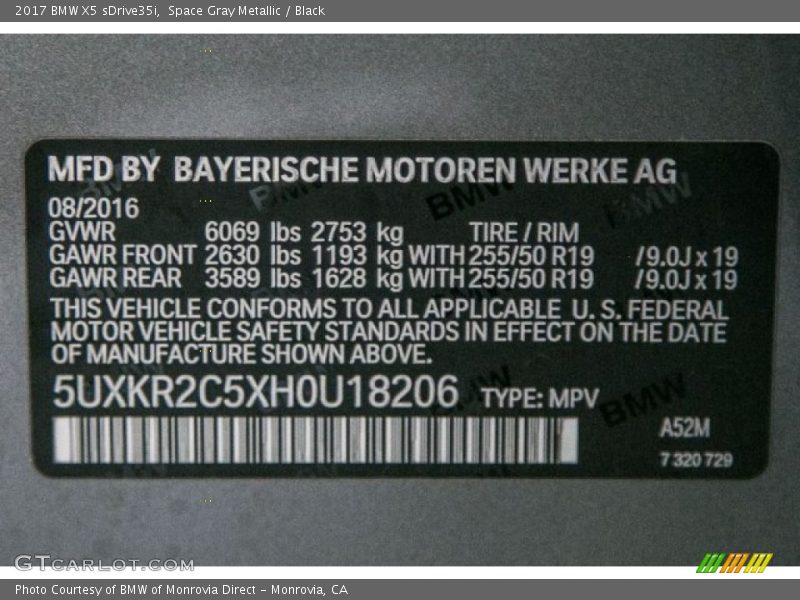 2017 BMW X5 sDrive35i, Space Gray Metallic / Black
MFD BY BAYERISCHE MOTOREN WERKE AG
08/2016
GVWR 6069 lbs 2753 kg TIRE / RIM
GAWR FRONT 2630 lbs 1193 kg WITH 255/50 R19 /9.0J x 19
GAWR REAR 3589 lbs 1628 kg WITH 255/50 R19 /9.0J x 19
THIS VEHICLE CONFORMS TO ALL APPLICABLE U. S. FEDERAL
MOTOR VEHICLE SAFETY STANDARDS IN EFFECT ON THE DATE
OF MANUFACTURE SHOWN ABOVE.
5UXKR2C5XH0U18206 TYPE: MPV
A52M
7 320 729
GTCARLOT.COM
Photo Courtesy of BMW of Monrovia Direct - Monrovia, CA